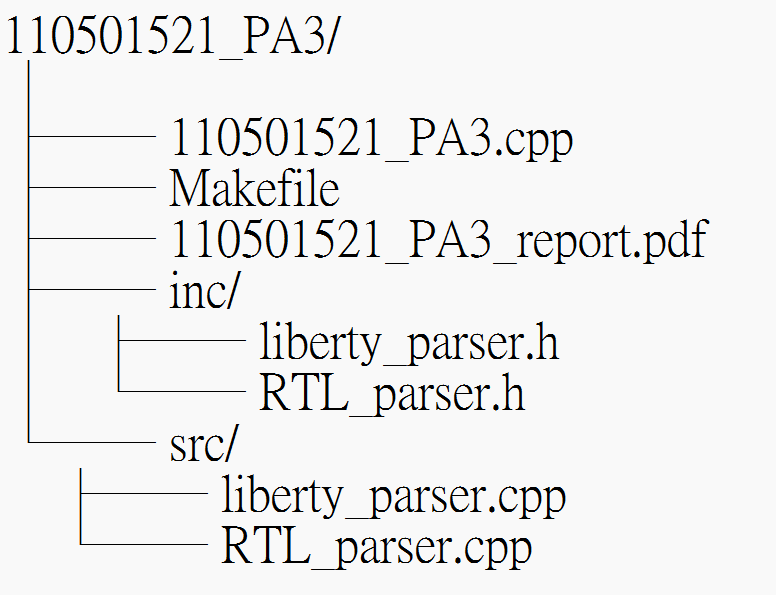 110501521_PA3/
110501521_PA3.cpp
Makefile
110501521_PA3_report.pdf
inc/
liberty_parser.h
RTL_parser.h
src/
liberty_parser.cpp
RTL_parser.cpp